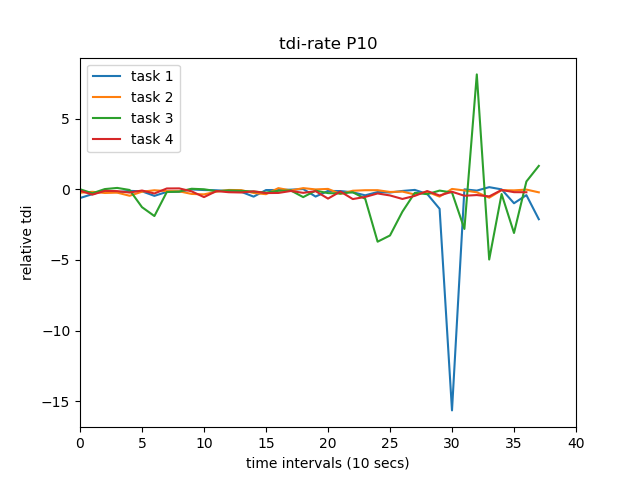 tdi-rate P10
task 1
task 2
task 3
task 4
5
0
−5
−10
−15
relative tdi
0 5 10 15 20 25 30 35 40
time intervals (10 secs)